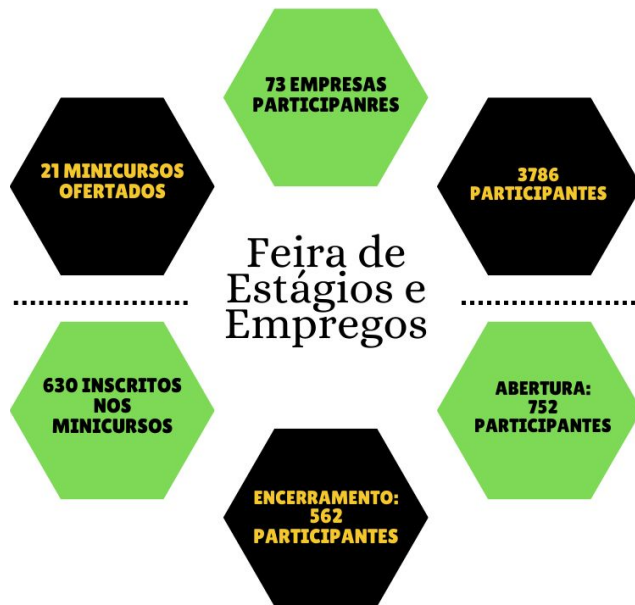 73 EMPRESAS
PARTICIPANRES
21 MINICURSOS
OFERTADOS
3786
PARTICIPANTES
Feira de
Estágios e
Empregos
630 INSCRITOS
NOS
MINICURSOS
ABERTURA:
752
PARTICIPANTES
ENCERRAMENTO:
562
PARTICIPANTES